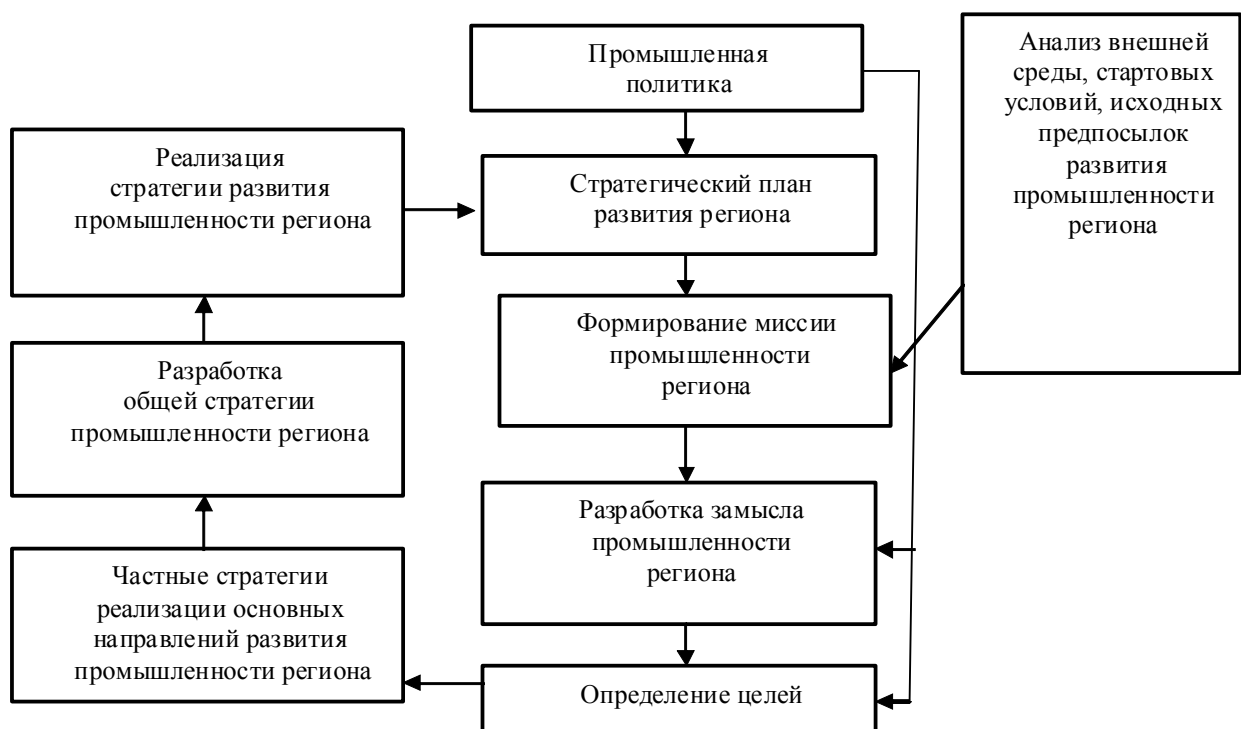 Промышленная
политика
Анализ внешней
среды, стартовых
условий, исходных
предпосылок
развития
промышленности
региона
Реализация
стратегии развития
промышленности региона
Стратегический план
развития региона
Формирование миссии
промышленности
региона
Разработка
общей стратегии
промышленности региона
Разработка замысла
промышленности
региона
Частные стратегии
реализации основных
направлений развития
промышленности региона
Определение целей